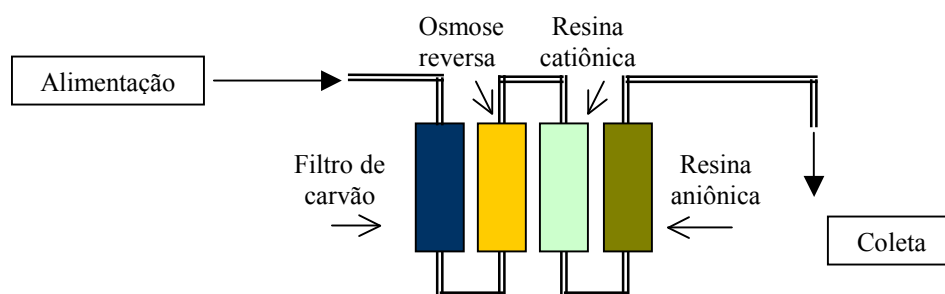 Osmose
reversa
Resina
catiônica
Alimentação
Filtro de
carvão
Resina
aniônica
Coleta